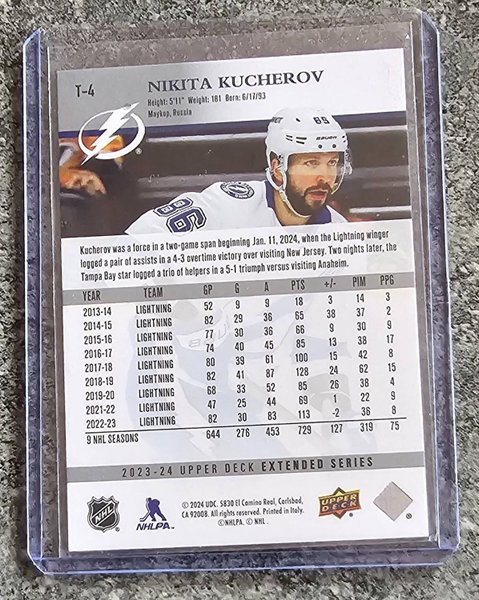 T-4
NIKITA KUCHEROV
Height: 5'11" Weight: 181 Born: 6/17/93
Maykop, Russia
86
BAUER
86
Kucherov was a force in a two-game span beginning Jan. 11, 2024, when the Lightning winger
logged a pair of assists in a 4-3 overtime victory over visiting New Jersey. Two nights later, the
Tampa Bay star logged a trio of helpers in a 5-1 triumph versus visiting Anaheim.
YEAR TEAM GP G A PTS +/- PIM PPG
2013-14 LIGHTNING 52 9 9 18 3 14 3
2014-15 LIGHTNING 82 29 36 65 38 37 2
2015-16 LIGHTNING 77 30 36 66 9 30 9
2016-17 LIGHTNING 74 40 45 85 13 38 17
2017-18 LIGHTNING 80 39 61 100 15 42 8
2018-19 LIGHTNING 82 41 87 128 24 62 15
2019-20 LIGHTNING 68 33 52 85 26 38 4
2021-22 LIGHTNING 47 25 44 69 1 22 9
2022-23 LIGHTNING 82 30 83 113 -2 36 8
9 NHL SEASONS 644 276 453 729 127 319 75
2023-24 UPPER DECK EXTENDED SERIES
NHL
NHLPA
© 2024 UDC. 5830 El Camino Real, Carlsbad,
CA 92008. All rights reserved. Printed in Italy.
©NHLPA. © NHL.
UPPER DECK